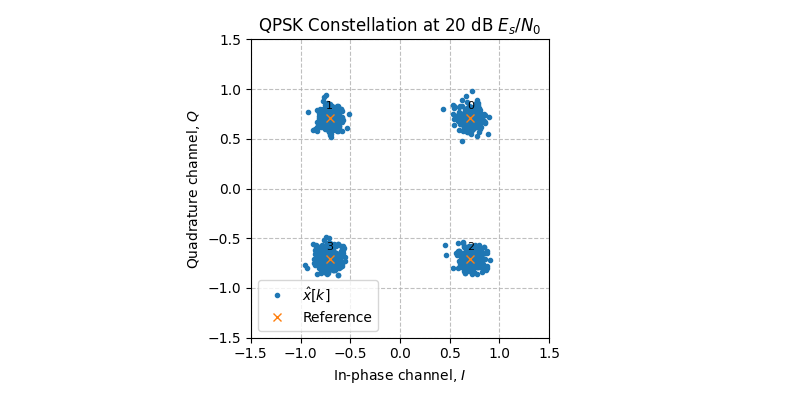 QPSK Constellation at 20 dB $E_s/N_0$
1.5
1.0
0.5
0.0
−0.5
−1.0
−1.5
Quadrature channel, Q
1
0
3
2
x̂[k]
Reference
−1.5 −1.0 −0.5 0.0 0.5 1.0 1.5
In-phase channel, I